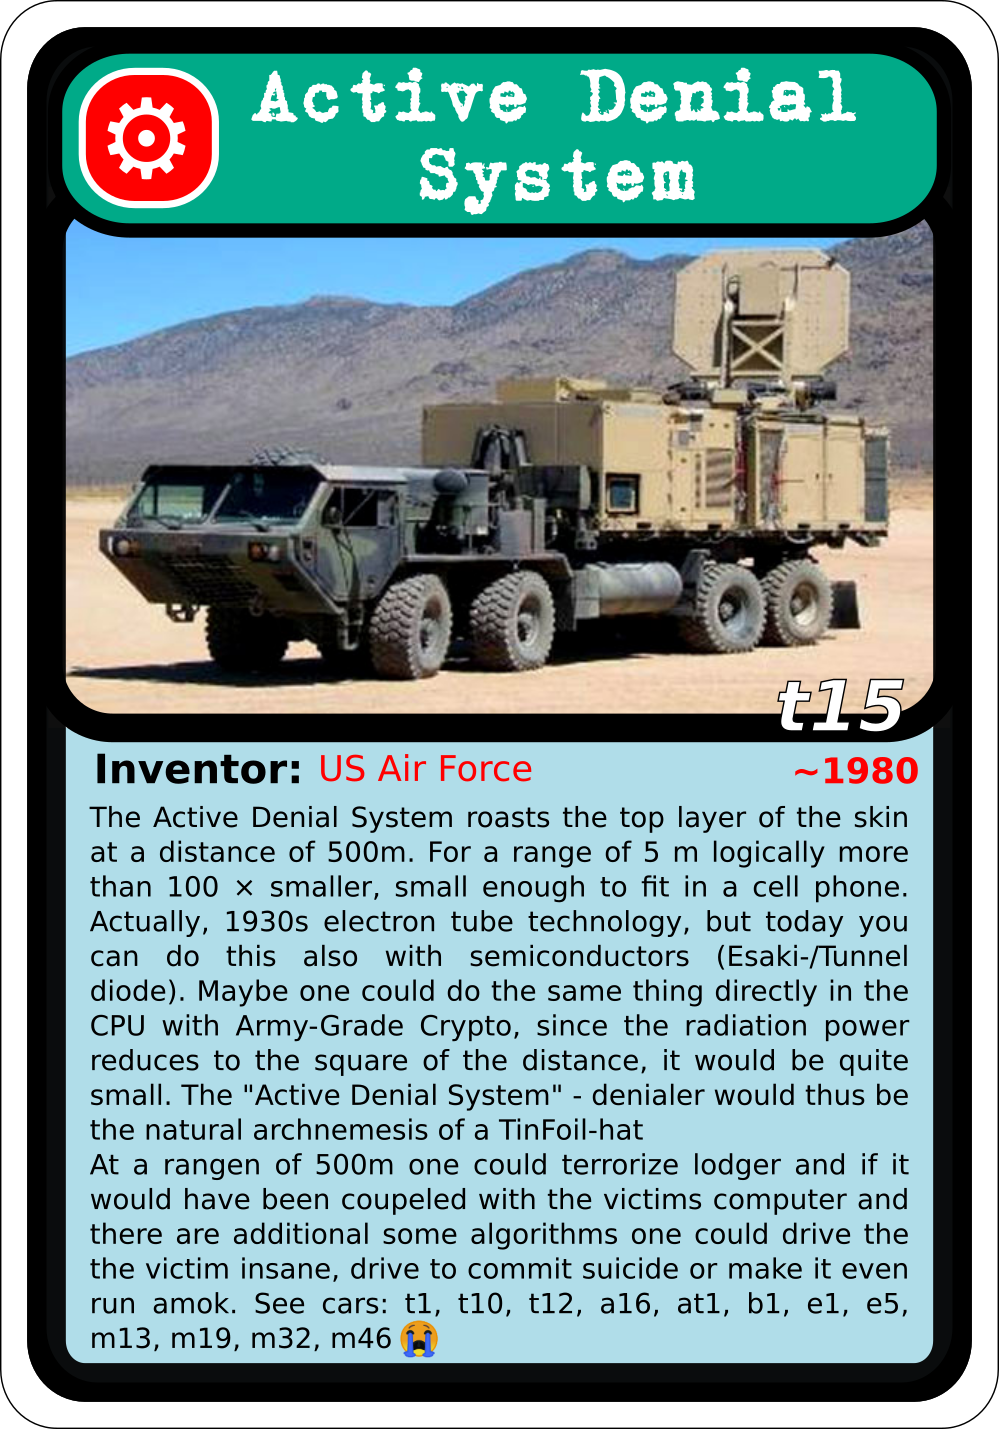 Active Denial
System
t15
Inventor: US Air Force ~1980
The Active Denial System roasts the top layer of the skin
at a distance of 500m. For a range of 5 m logically more
than 100 × smaller, small enough to fit in a cell phone.
Actually, 1930s electron tube technology, but today you
can do this also with semiconductors (Esaki-/Tunnel
diode). Maybe one could do the same thing directly in the
CPU with Army-Grade Crypto, since the radiation power
reduces to the square of the distance, it would be quite
small. The "Active Denial System" - denialer would thus be
the natural archnemesis of a TinFoil-hat
At a rangen of 500m one could terrorize lodger and if it
would have been coupeled with the victims computer and
there are additional some algorithms one could drive the
the victim insane, drive to commit suicide or make it even
run amok. See cars: t1, t10, t12, a16, at1, b1, e1, e5,
m13, m19, m32, m46 😭